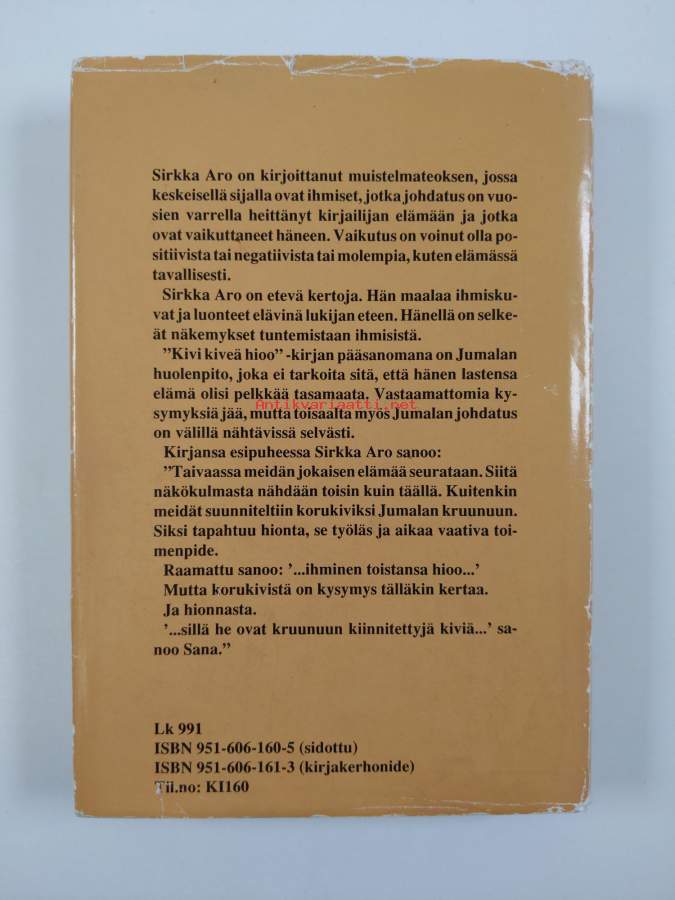 Sirkka Aro on kirjoittanut muistelmateoksen, jossa
keskeisellä sijalla ovat ihmiset, jotka johdatus on vuo-
sien varrella heittänyt kirjailijan elämään ja jotka
ovat vaikuttaneet häneen. Vaikutus on voinut olla po-
sitiivista tai negatiivista tai molempia, kuten elämässä
tavallisesti.
Sirkka Aro on etevä kertoja. Hän maalaa ihmisku-
vat ja luonteet elävinä lukijan eteen. Hänellä on selke-
ät näkemykset tuntemistaan ihmisistä.
”Kivi kiveä hioo” -kirjan pääsanomana on Jumalan
huolenpito, joka ei tarkoita sitä, että hänen lastensa
elämä olisi pelkkää tasamaata. Vastaamattomia ky-
Antikvariaatti.net
symyksiä jää, mutta toisaalta myös Jumalan johdatus
on välillä nähtävissä selvästi.
Kirjansa esipuheessa Sirkka Aro sanoo:
”Taivaassa meidän jokaisen elämää seurataan. Siitä
näkökulmasta nähdään toisin kuin täällä. Kuitenkin
meidät suunniteltiin korukiviksi Jumalan kruunuun.
Siksi tapahtuu hionta, se työläs ja aikaa vaativa toi-
menpide.
Raamattu sanoo: ’...ihminen toistansa hioo...’
Mutta korukivistä on kysymys tälläkin kertaa.
Ja hionnasta.
’...sillä he ovat kruunuun kiinnitettyjä kiviä...’ sa-
noo Sana.”
Lk 991
ISBN 951-606-160-5 (sidottu)
ISBN 951-606-161-3 (kirjakerhonide)
Til.no: KI160